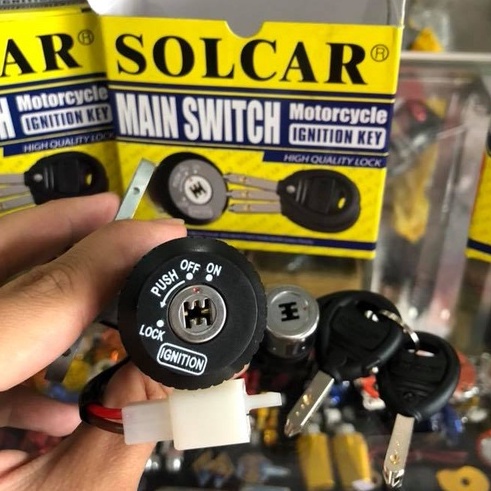 AR®
Motorcycle
H IGNITION KEY
HIGH QUALITY LOCK
SOLCAR®
MAIN SWITCH
Motorcycle
IGNITION KEY
HIGH QUALITY LOCK
PUSH OFF ON
LOCK
IGNITION